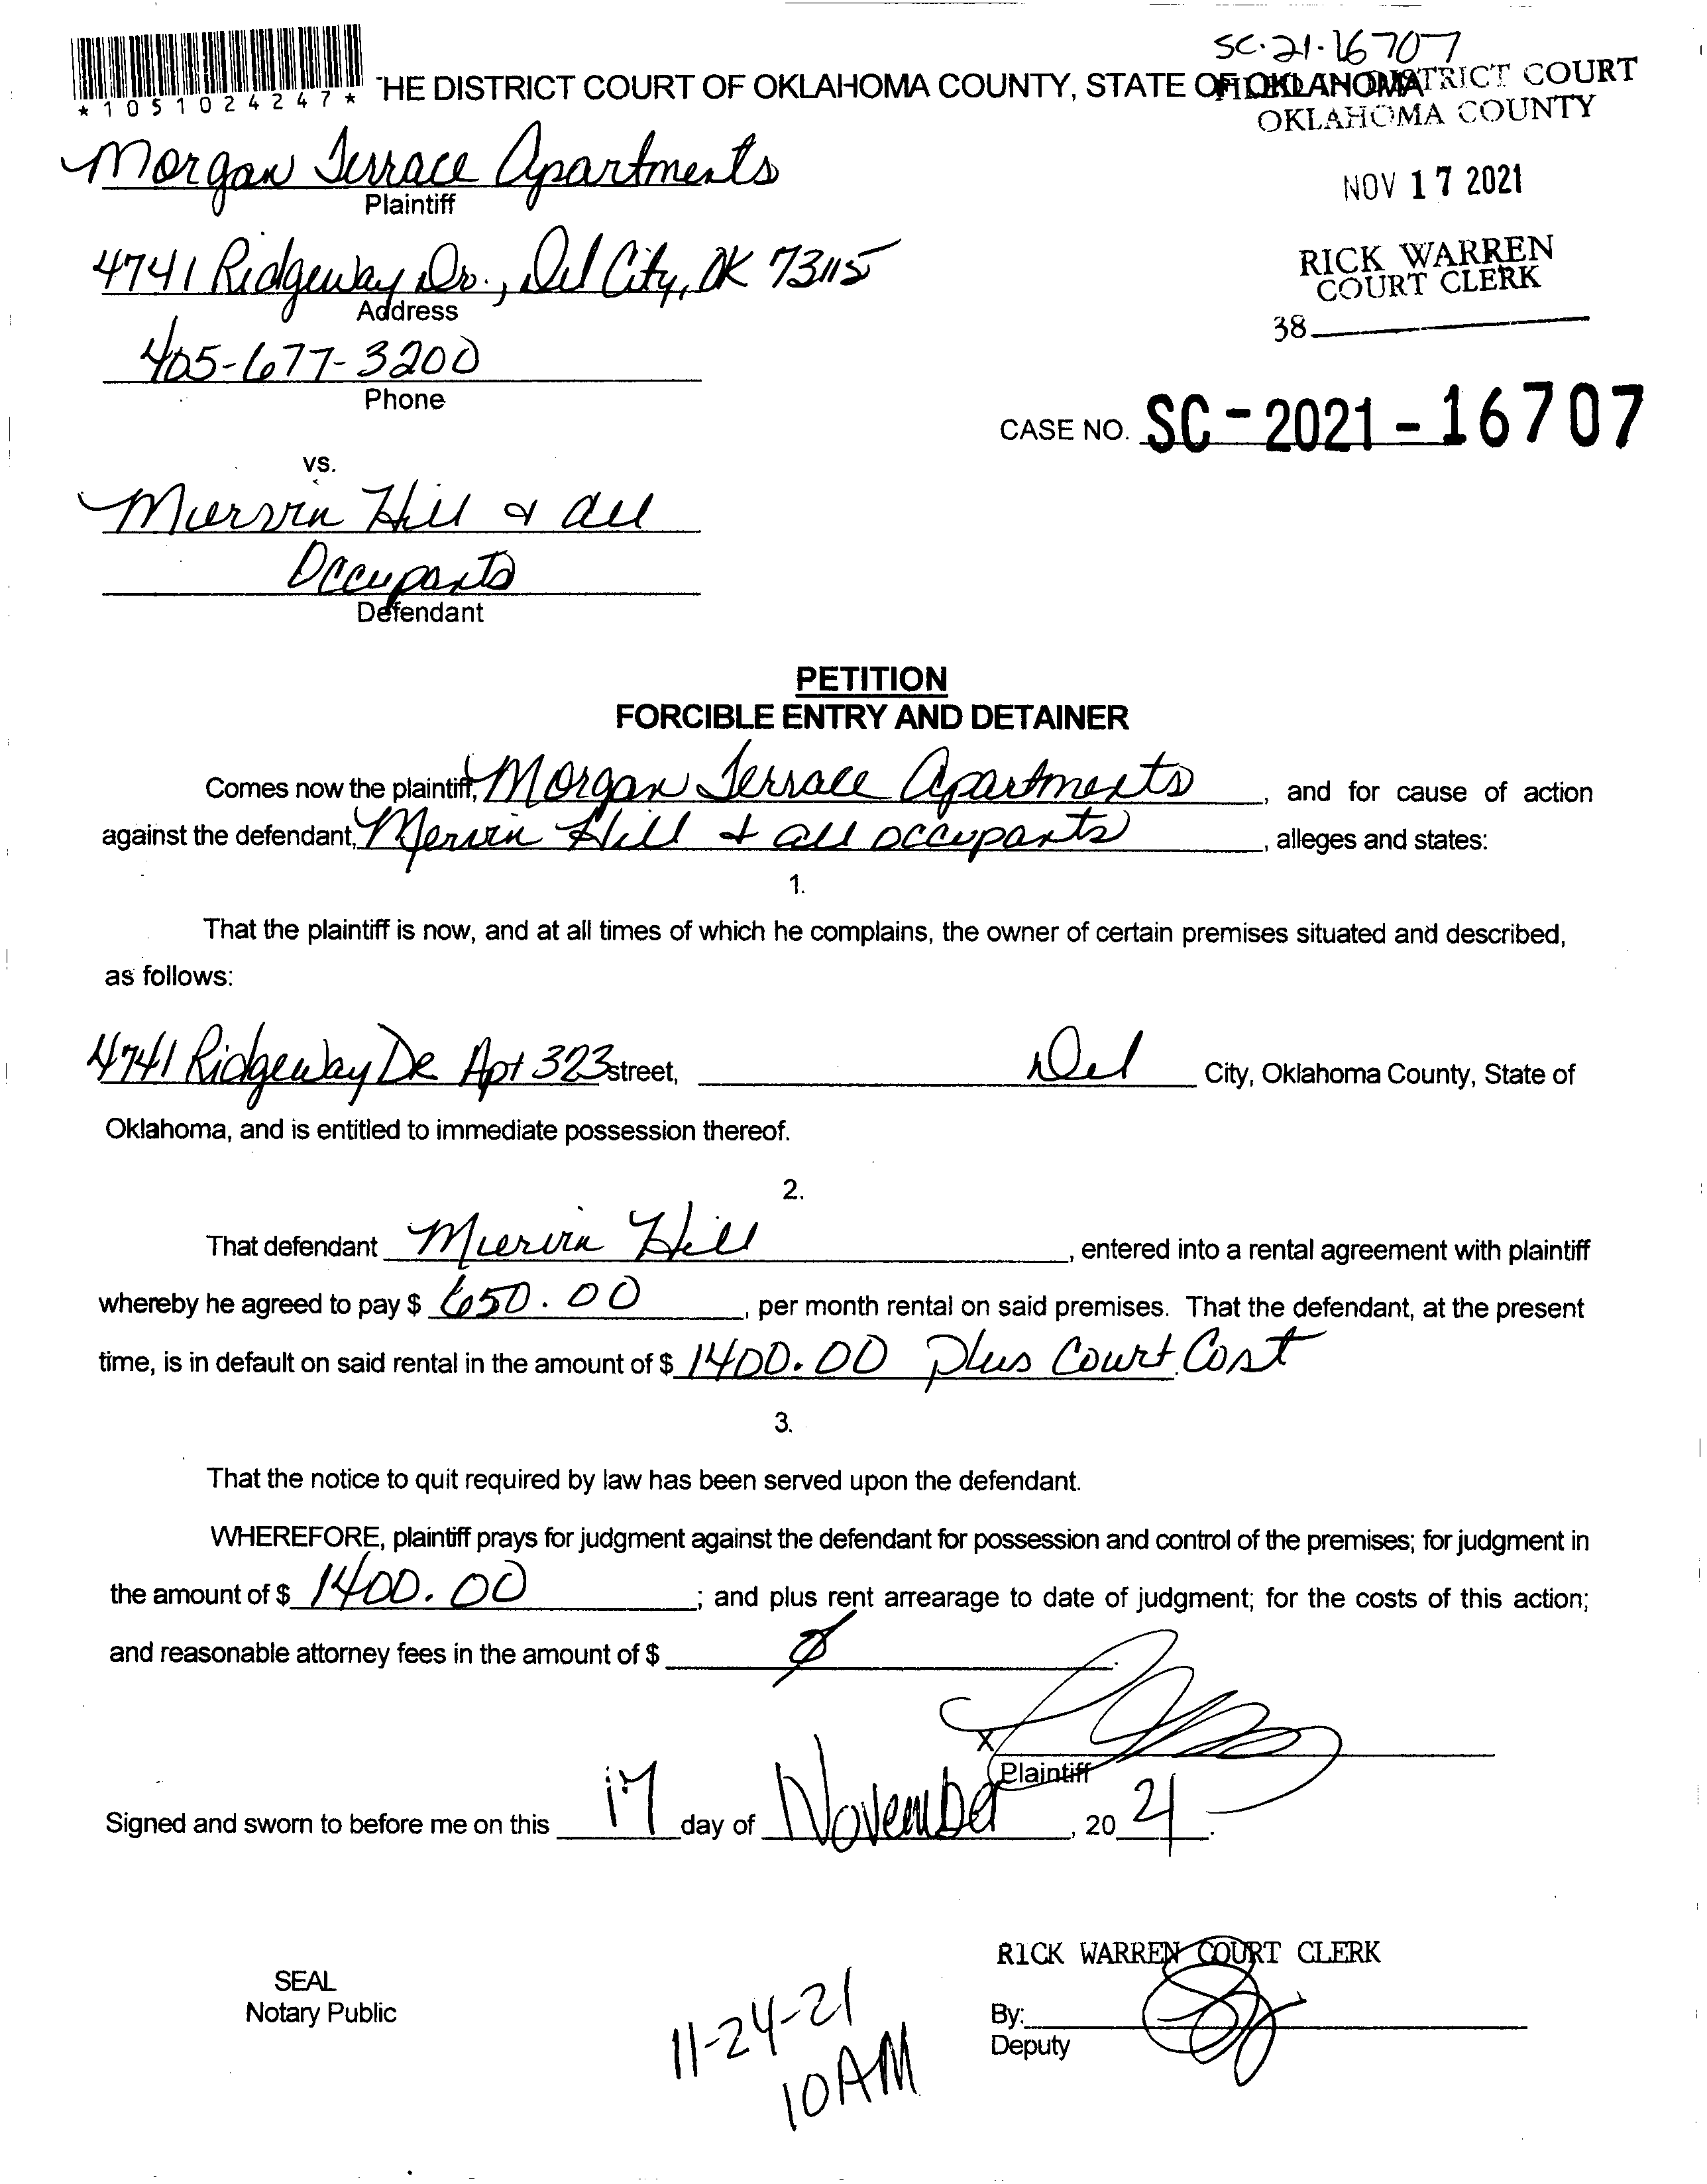 SC-21-16707
*1051024247*
'HE DISTRICT COURT OF OKLAHOMA COUNTY, STATE OF OKLAHOMA
FILED IN DISTRICT COURT
OKLAHOMA COUNTY
NOV 17 2021
RICK WARREN
COURT CLERK
38
Morgan Terrace Apartments
Plaintiff
4741 Ridgeway Dr., Del City, OK 73115
Address
405-677-3200
Phone
CASE NO. SC-2021-16707
vs.
Hill & all
Occupants
Defendant
PETITION
FORCIBLE ENTRY AND DETAINER
Comes now the plaintiff, Morgan Terrace Apartments, and for cause of action
against the defendant, Hill & all occupants, alleges and states:
1.
That the plaintiff is now, and at all times of which he complains, the owner of certain premises situated and described,
as follows:
4741 Ridgeway Dr Apt 323 street, Del City, Oklahoma County, State of
Oklahoma, and is entitled to immediate possession thereof.
2.
That defendant Hill, entered into a rental agreement with plaintiff
whereby he agreed to pay $ 650.00, per month rental on said premises. That the defendant, at the present
time, is in default on said rental in the amount of $ 1400.00 plus Court Cost
3.
That the notice to quit required by law has been served upon the defendant.
WHEREFORE, plaintiff prays for judgment against the defendant for possession and control of the premises; for judgment in
the amount of $ 1400.00; and plus rent arrearage to date of judgment; for the costs of this action;
and reasonable attorney fees in the amount of $ Ø
X
Plaintiff
Signed and sworn to before me on this 17 day of November, 2021.
RICK WARREN COURT CLERK
SEAL
Notary Public
By:
Deputy
11-24-21
10AM